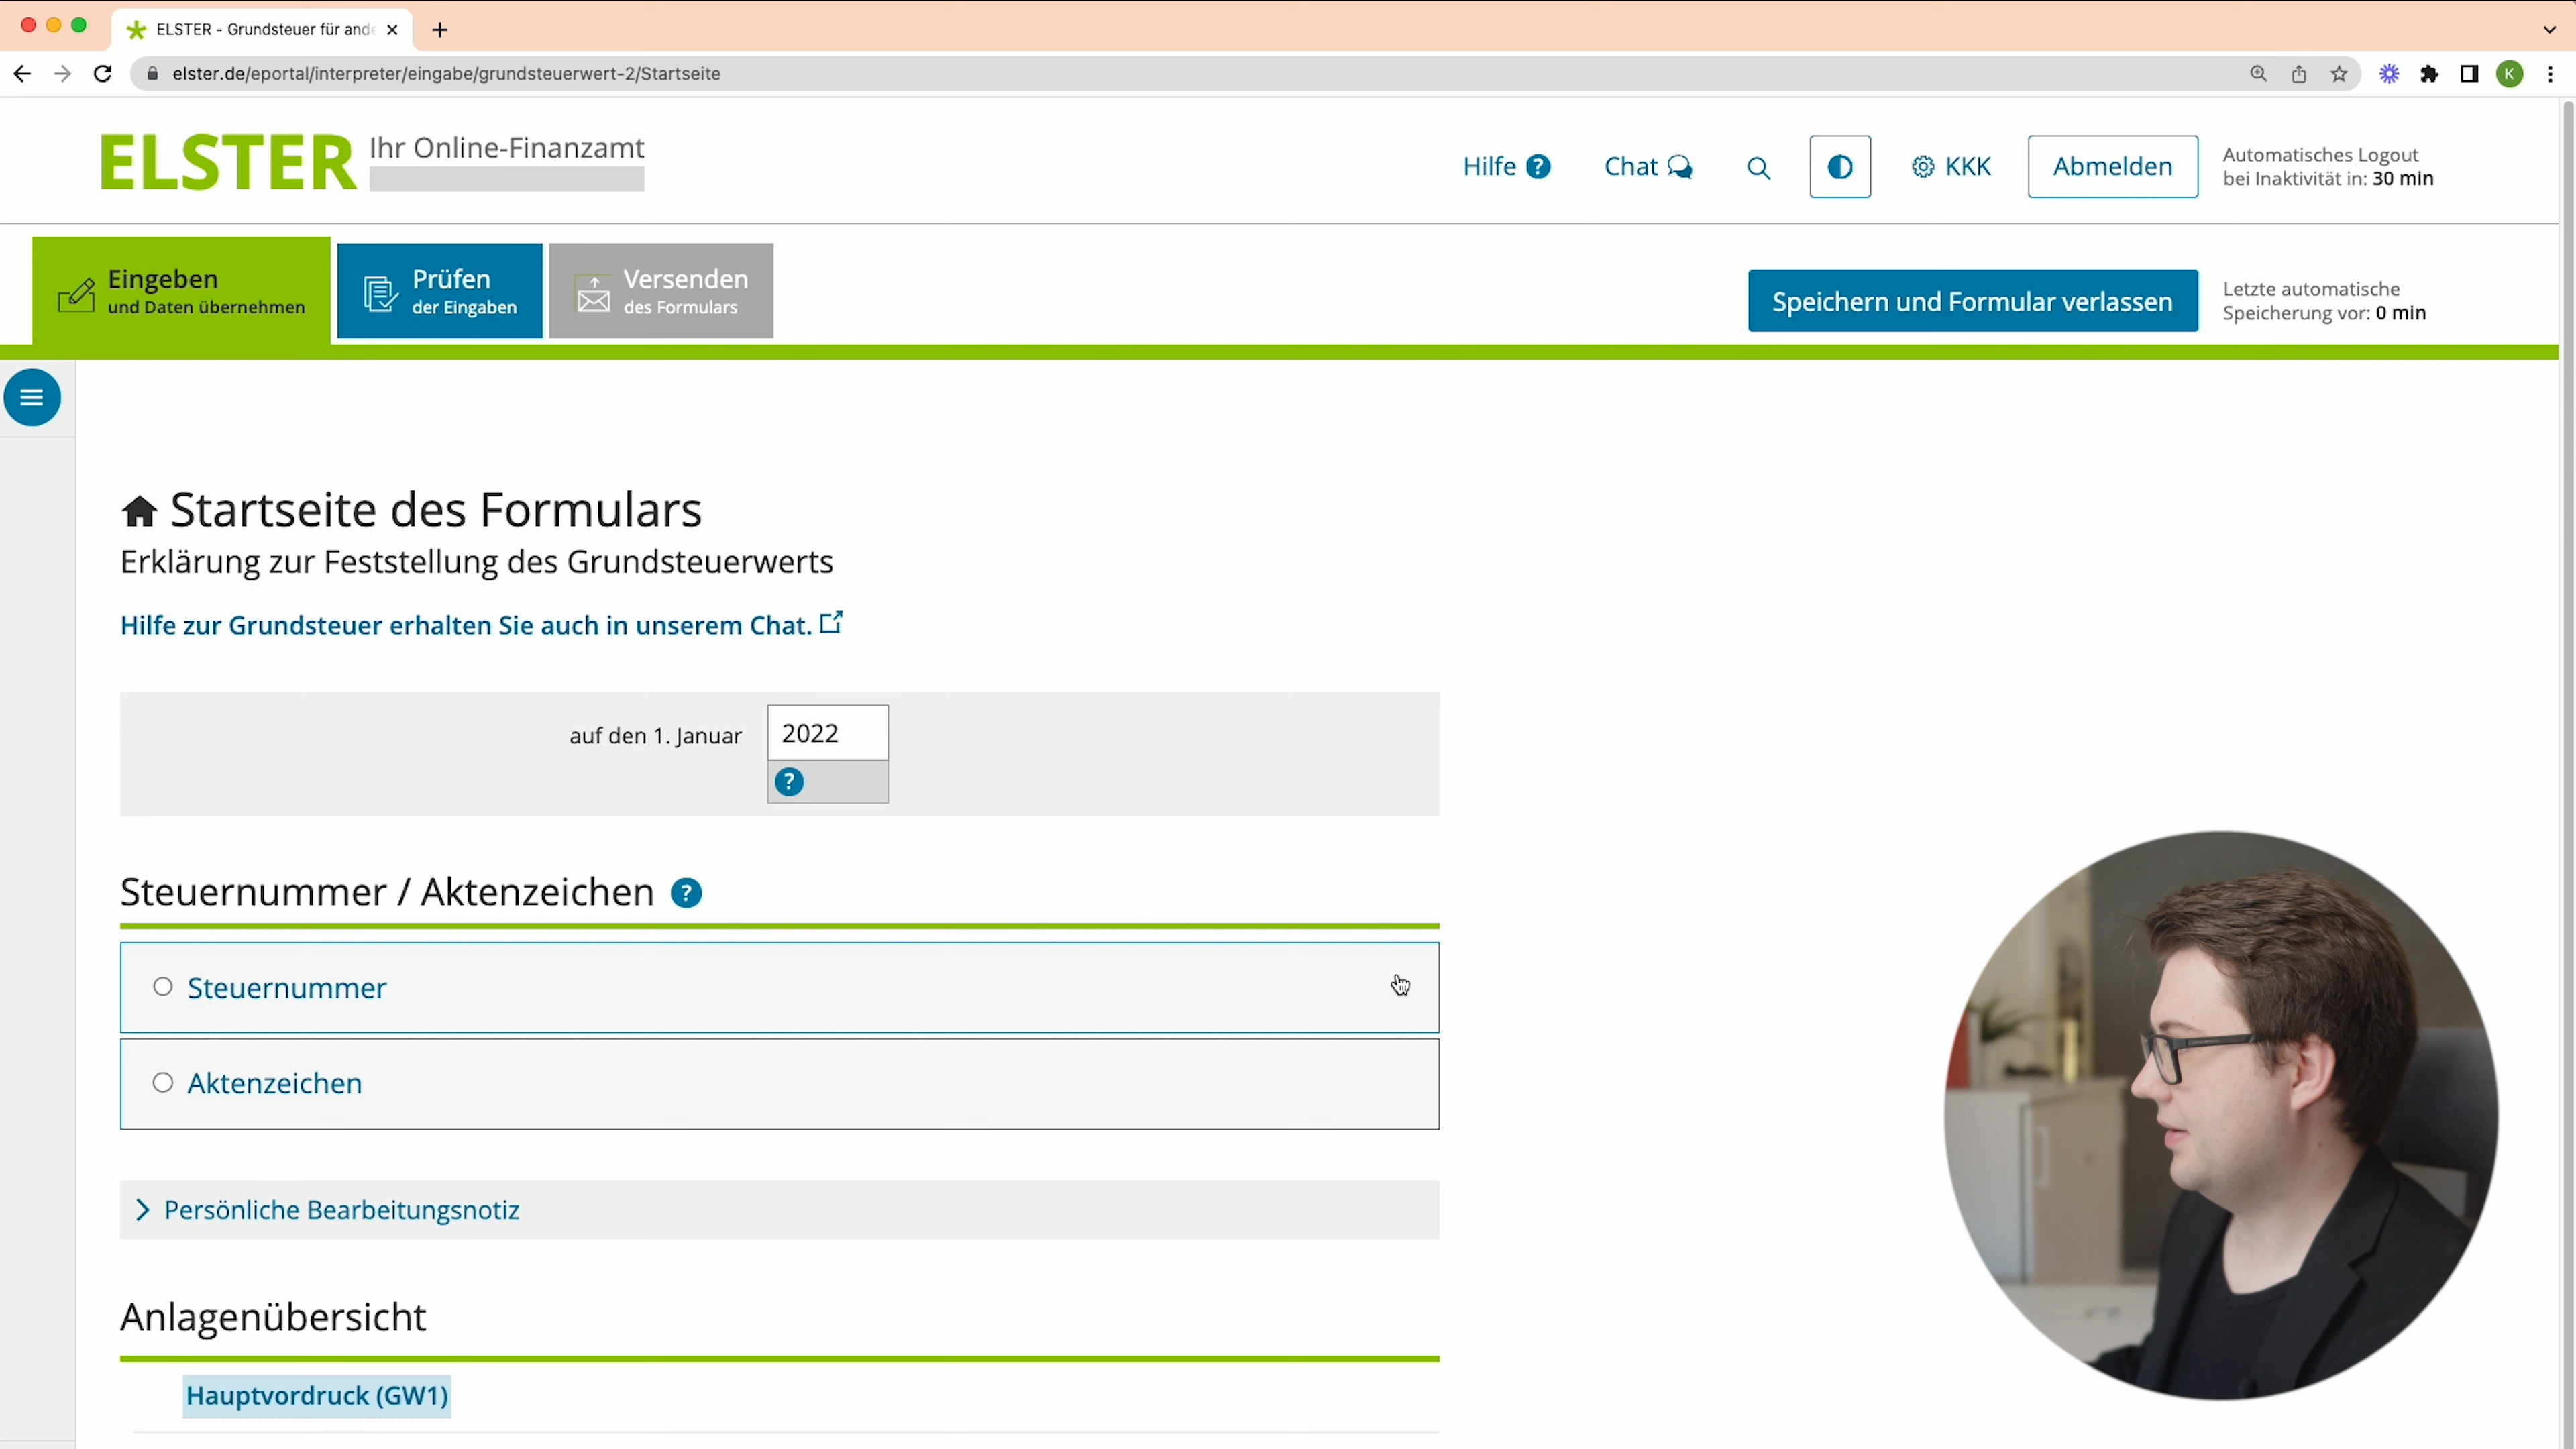 ELSTER - Grundsteuer für ande
elster.de/eportal/interpreter/eingabe/grundsteuerwert-2/Startseite
K
ELSTER
Ihr Online-Finanzamt
Hilfe ?
Chat
KKK
Abmelden
Automatisches Logout
bei Inaktivität in: 30 min
Eingeben
und Daten übernehmen
Prüfen
der Eingaben
Versenden
des Formulars
Speichern und Formular verlassen
Letzte automatische
Speicherung vor: 0 min
Startseite des Formulars
Erklärung zur Feststellung des Grundsteuerwerts
Hilfe zur Grundsteuer erhalten Sie auch in unserem Chat.
auf den 1. Januar
2022
?
Steuernummer / Aktenzeichen ?
Steuernummer
Aktenzeichen
Persönliche Bearbeitungsnotiz
Anlagenübersicht
Hauptvordruck (GW1)